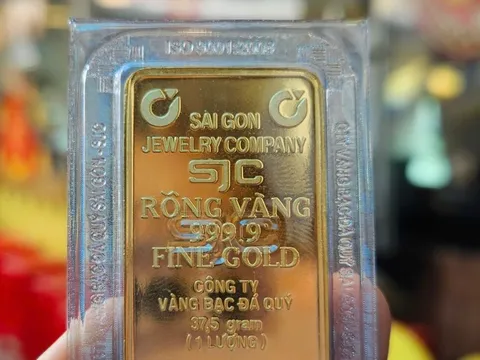 ISO 9001:2008
SÀI GON
JEWELRY COMPANY
SJC
RỒNG VÀNG
999.9
FINE GOLD
CÔNG TY
VÀNG BẠC ĐÁ QUÝ
37,5 gram
(1 LƯỢNG)